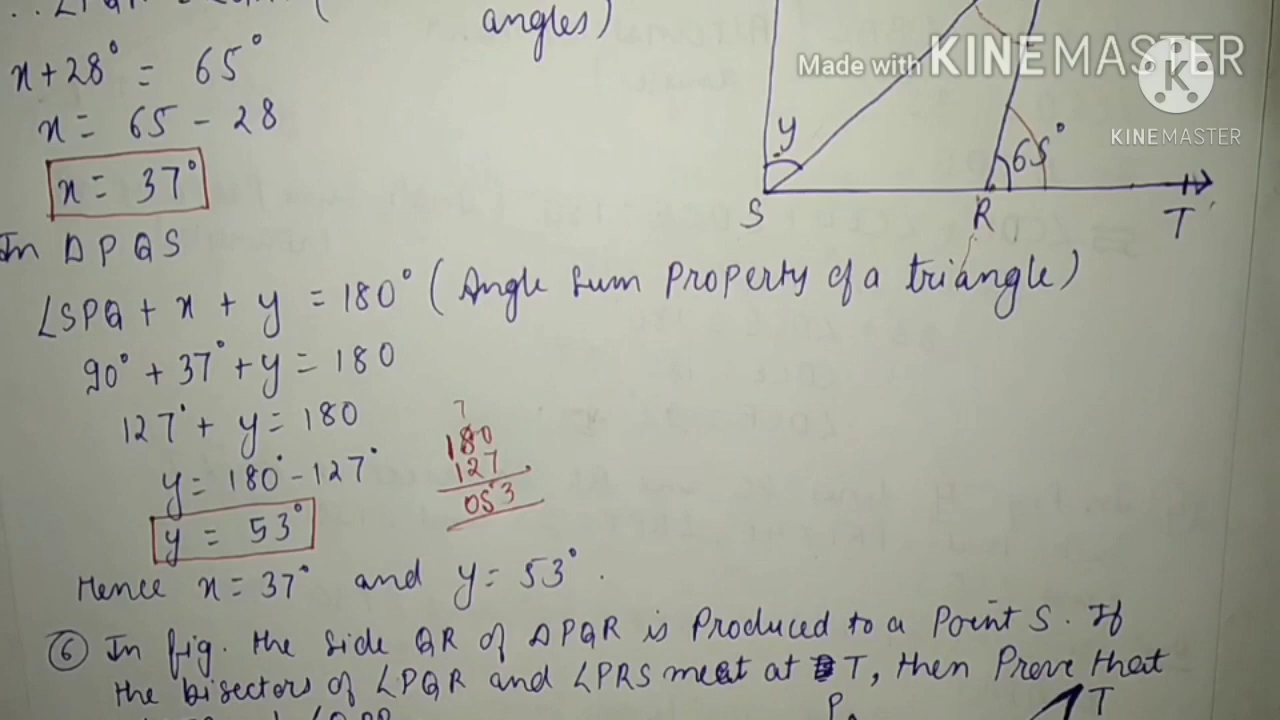 angles)
x + 28° = 65°
x = 65 - 28
x = 37°
y
65°
S
R
T
In ΔPQS
∠SPQ + x + y = 180° (Angle Sum Property of a triangle)
90° + 37° + y = 180
127° + y = 180
y = 180° - 127°
y = 53°
7
180
127
053
Hence x = 37° and y = 53°.
⑥ In fig. the side QR of ΔPQR is Produced to a Point S. If
the bisectors of ∠PQR and ∠PRS meet at T, then Prove that
P
T
Made with KINEMASTER
K
KINEMASTER